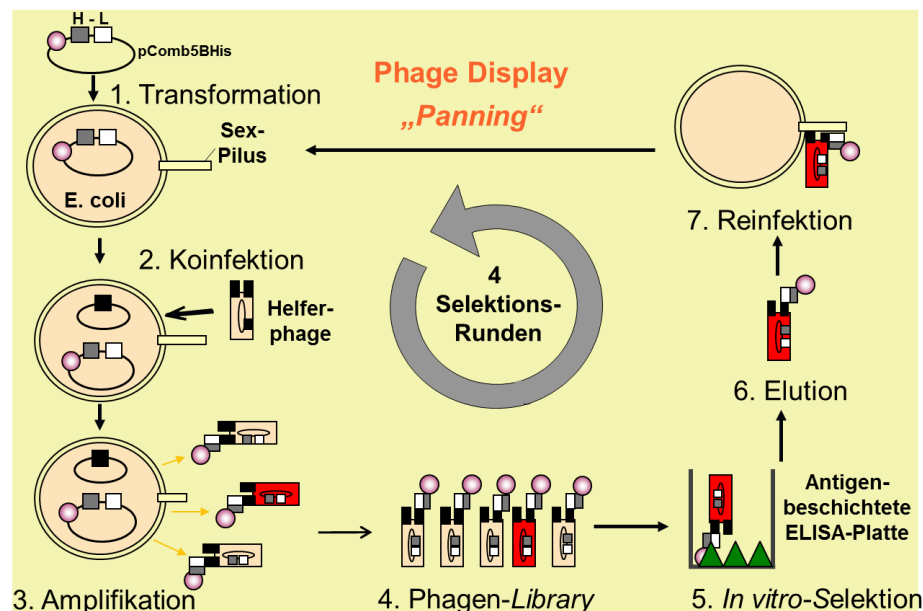 H - L
pComb5BHis
1. Transformation
Phage Display
„Panning“
Sex-
Pilus
E. coli
2. Koinfektion
Helfer-
phage
4
Selektions-
Runden
7. Reinfektion
6. Elution
Antigen-
beschichtete
ELISA-Platte
3. Amplifikation
4. Phagen-Library
5. In vitro-Selektion